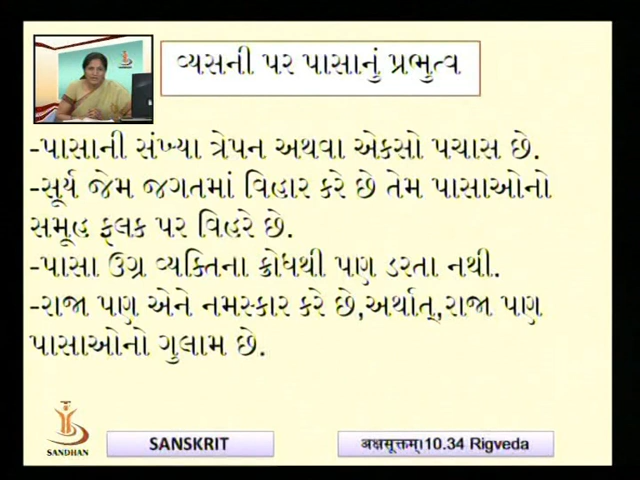 વ્યસની પર પાસાનું પ્રભુત્વ
-પાસાની સંખ્યા ત્રેપન અથવા એકસો પચાસ છે.
-સૂર્ય જેમ જગતમાં વિહાર કરે છે તેમ પાસાઓનો
સમૂહ ફલક પર વિહરે છે.
-પાસા ઉગ્ર વ્યક્તિના ક્રોધથી પણ ડરતા નથી.
-રાજા પણ એને નમસ્કાર કરે છે,અર્થાત્,રાજા પણ
પાસાઓનો ગુલામ છે.
SANDHAN
SANSKRIT
अक्षसूक्तम्।10.34 Rigveda